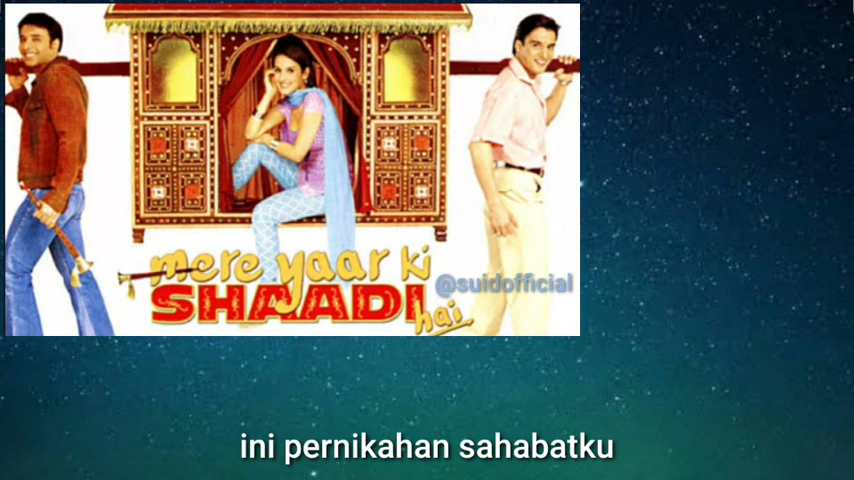 mere yaar ki
SHAADI
hai
@suidofficial
ini pernikahan sahabatku